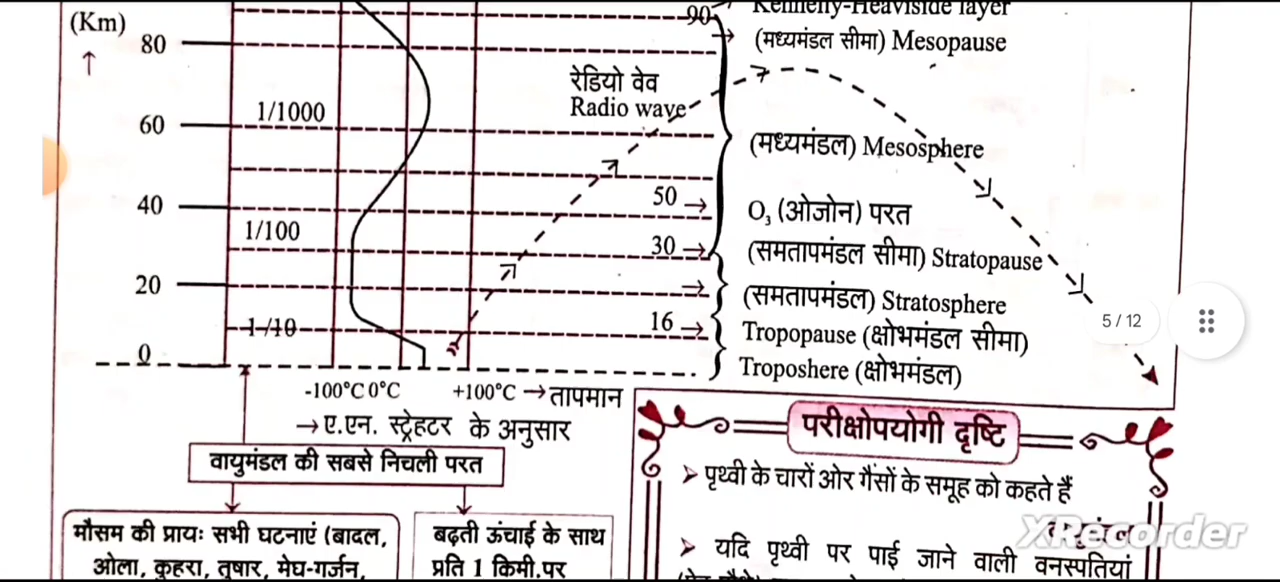 90→ Kennelly-Heaviside layer
(Km)
80
(मध्यमंडल सीमा) Mesopause
↑
रेडियो वेव
Radio wave
1/1000
60
(मध्यमंडल) Mesosphere
40
50 →
O₃ (ओजोन) परत
1/100
30 →
(समतापमंडल सीमा) Stratopause
20
(समतापमंडल) Stratosphere
5 / 12
1/10
16 →
Tropopause (क्षोभमंडल सीमा)
0
Troposhere (क्षोभमंडल)
-100°C 0°C +100°C → तापमान
→ ए.एन. स्ट्रेहटर के अनुसार
वायुमंडल की सबसे निचली परत
मौसम की प्रायः सभी घटनाएं (बादल,
ओला, कुहरा, तुषार, मेघ-गर्जन,
बढ़ती ऊंचाई के साथ
प्रति 1 किमी.पर
परीक्षोपयोगी दृष्टि
➢ पृथ्वी के चारों ओर गैसों के समूह को कहते हैं
XRecorder
➢ यदि पृथ्वी पर पाई जाने वाली वनस्पतियां